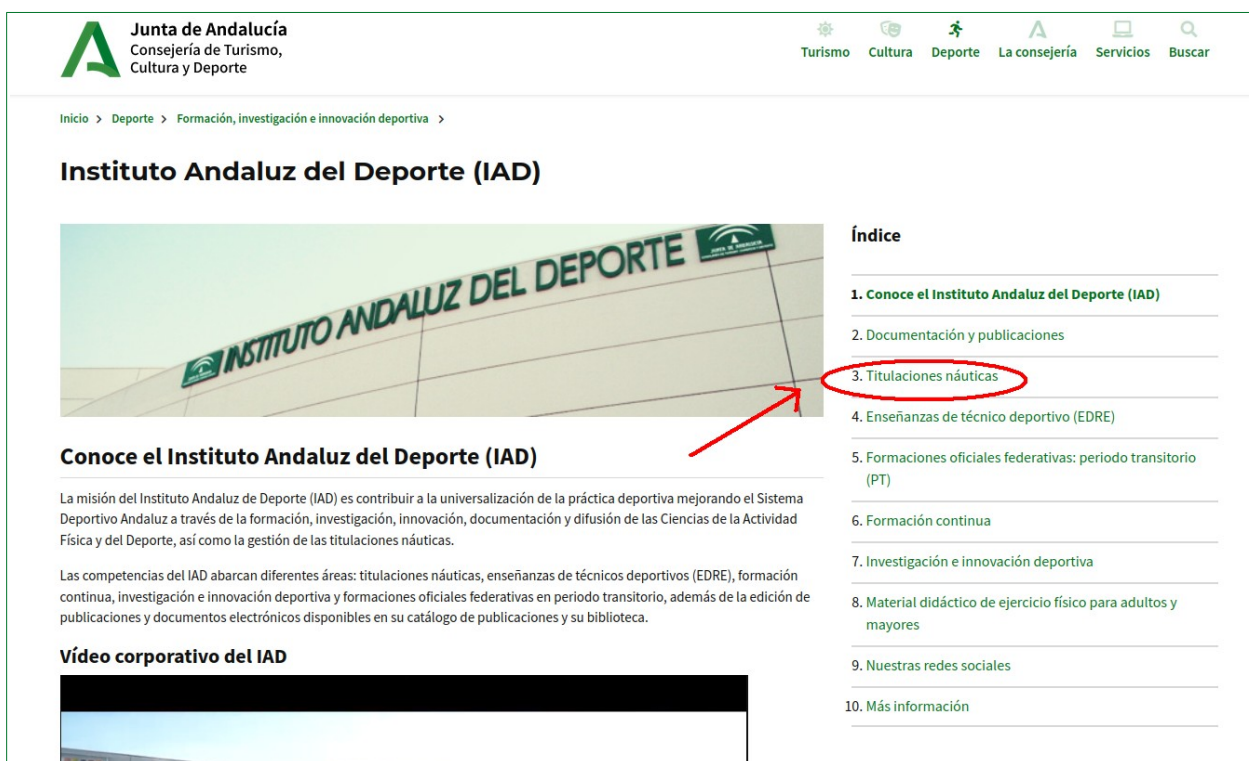 Junta de Andalucía
Consejería de Turismo,
Cultura y Deporte
Turismo
Cultura
Deporte
La consejería
Servicios
Buscar
Inicio > Deporte > Formación, investigación e innovación deportiva >
Instituto Andaluz del Deporte (IAD)
INSTITUTO ANDALUZ DEL DEPORTE
Conoce el Instituto Andaluz del Deporte (IAD)
La misión del Instituto Andaluz de Deporte (IAD) es contribuir a la universalización de la práctica deportiva mejorando el Sistema
Deportivo Andaluz a través de la formación, investigación, innovación, documentación y difusión de las Ciencias de la Actividad
Física y del Deporte, así como la gestión de las titulaciones náuticas.
Las competencias del IAD abarcan diferentes áreas: titulaciones náuticas, enseñanzas de técnicos deportivos (EDRE), formación
continua, investigación e innovación deportiva y formaciones oficiales federativas en periodo transitorio, además de la edición de
publicaciones y documentos electrónicos disponibles en su catálogo de publicaciones y su biblioteca.
Vídeo corporativo del IAD
Índice
1. Conoce el Instituto Andaluz del Deporte (IAD)
2. Documentación y publicaciones
3. Titulaciones náuticas
4. Enseñanzas de técnico deportivo (EDRE)
5. Formaciones oficiales federativas: periodo transitorio
(PT)
6. Formación continua
7. Investigación e innovación deportiva
8. Material didáctico de ejercicio físico para adultos y
mayores
9. Nuestras redes sociales
10. Más información